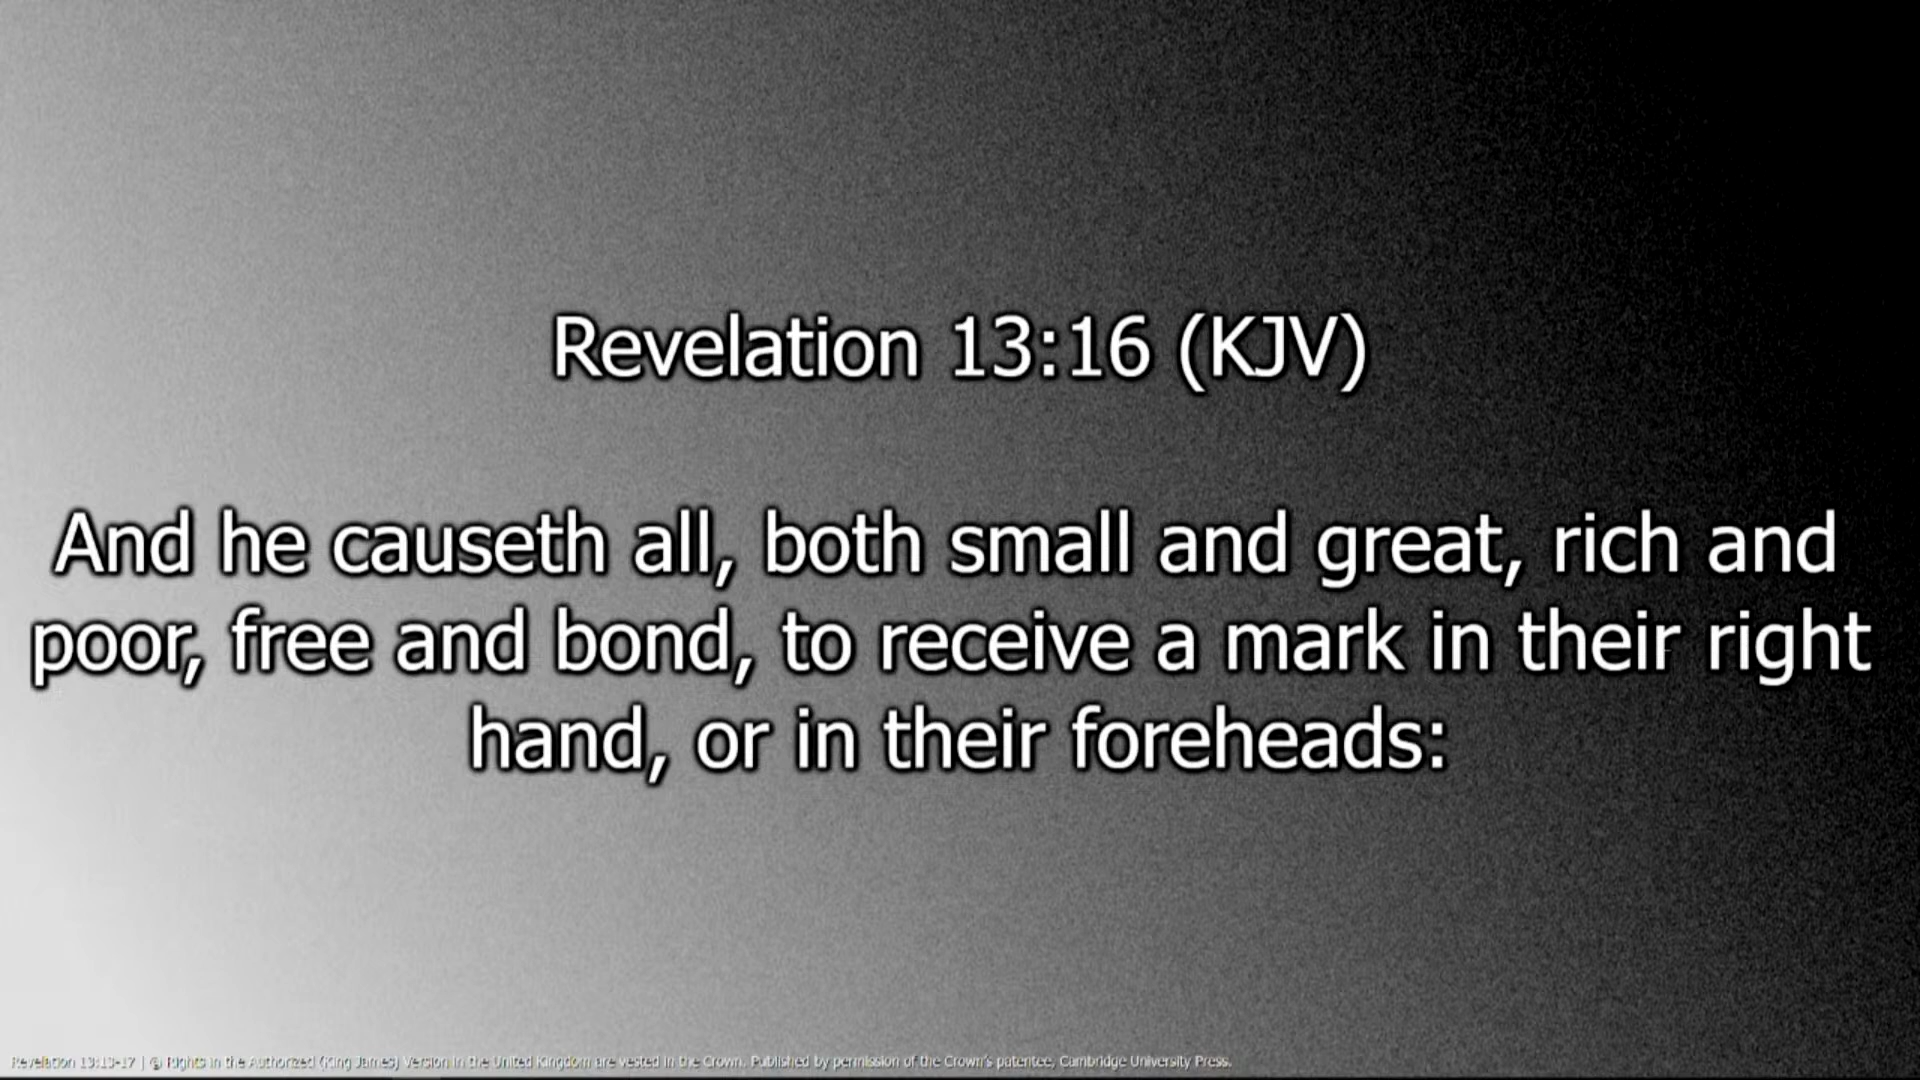 Revelation 13:16 (KJV)
And he causeth all, both small and great, rich and
poor, free and bond, to receive a mark in their right
hand, or in their foreheads:
Revelation 13:13-17 | © Rights in the Authorized (King James) Version in the United Kingdom are vested in the Crown. Published by permission of the Crown's patentee, Cambridge University Press.